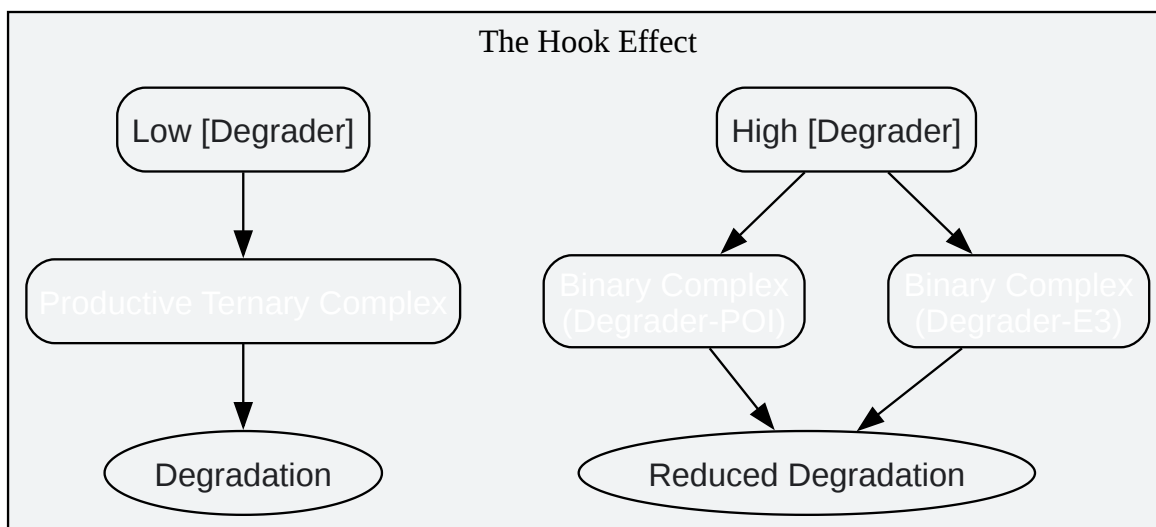 The Hook Effect
Low [Degrader]
High [Degrader]
Productive Ternary Complex
Binary Complex
(Degrader-POI)
Binary Complex
(Degrader-E3)
Degradation
Reduced Degradation